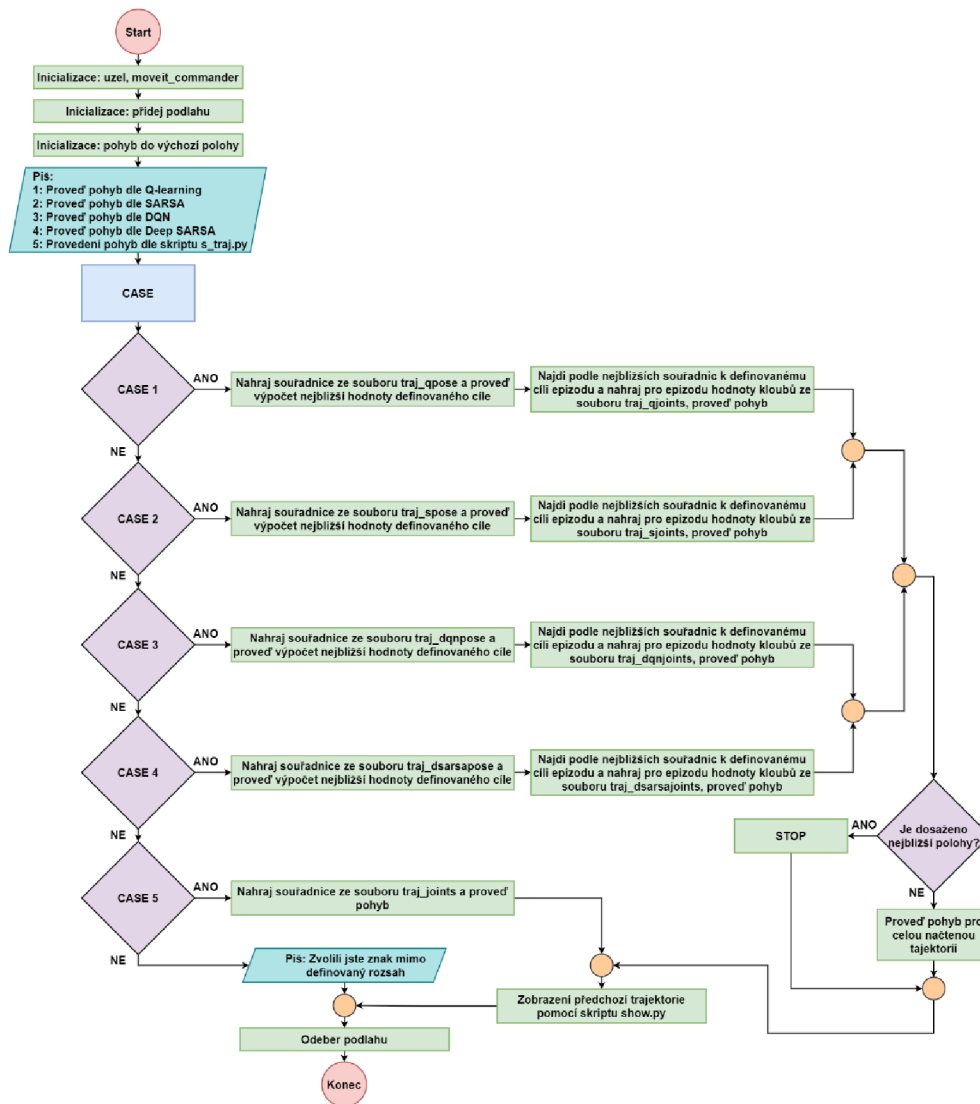 Start
Inicializace: uzel, moveit_commander
Inicializace: přidej podlahu
Inicializace: pohyb do výchozí polohy
Piš:
1: Proveď pohyb dle Q-learning
2: Proveď pohyb dle SARSA
3: Proveď pohyb dle DQN
4: Proveď pohyb dle Deep SARSA
5: Provedení pohyb dle skriptu s_traj.py
CASE
CASE 1
ANO
Nahraj souřadnice ze souboru traj_qpose a proveď
výpočet nejbližší hodnoty definovaného cíle
Najdi podle nejbližších souřadnic k definovanému
cíli epizodu a nahraj pro epizodu hodnoty kloubů ze
souboru traj_qjoints, proveď pohyb
NE
CASE 2
ANO
Nahraj souřadnice ze souboru traj_spose a proveď
výpočet nejbližší hodnoty definovaného cíle
Najdi podle nejbližších souřadnic k definovanému
cíli epizodu a nahraj pro epizodu hodnoty kloubů ze
souboru traj_sjoints, proveď pohyb
NE
CASE 3
ANO
Nahraj souřadnice ze souboru traj_dqnpose a
proveď výpočet nejbližší hodnoty definovaného cíle
Najdi podle nejbližších souřadnic k definovanému
cíli epizodu a nahraj pro epizodu hodnoty kloubů ze
souboru traj_dqnjoints, proveď pohyb
NE
CASE 4
ANO
Nahraj souřadnice ze souboru traj_dsarsapose a
proveď výpočet nejbližší hodnoty definovaného cíle
Najdi podle nejbližších souřadnic k definovanému
cíli epizodu a nahraj pro epizodu hodnoty kloubů ze
souboru traj_dsarsajoints, proveď pohyb
NE
Je dosaženo
nejbližší polohy?
ANO
STOP
NE
Proveď pohyb pro
celou načtenou
tajektorii
CASE 5
ANO
Nahraj souřadnice ze souboru traj_joints a proveď
pohyb
NE
Piš: Zvolili jste znak mimo
definovaný rozsah
Zobrazení předchozí trajektorie
pomocí skriptu show.py
Odeber podlahu
Konec